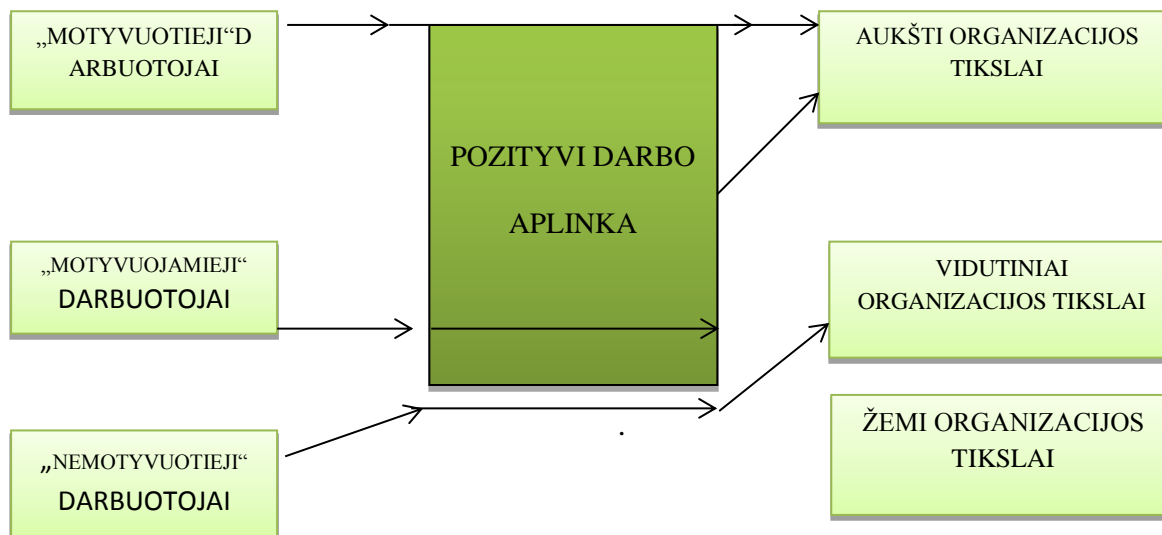 „MOTYVUOTIEJI“D
ARBUOTOJAI
„MOTYVUOJAMIEJI“
DARBUOTOJAI
„NEMOTYVUOTIEJI“
DARBUOTOJAI
POZITYVI DARBO
APLINKA
.
AUKŠTI ORGANIZACIJOS
TIKSLAI
VIDUTINIAI
ORGANIZACIJOS TIKSLAI
ŽEMI ORGANIZACIJOS
TIKSLAI